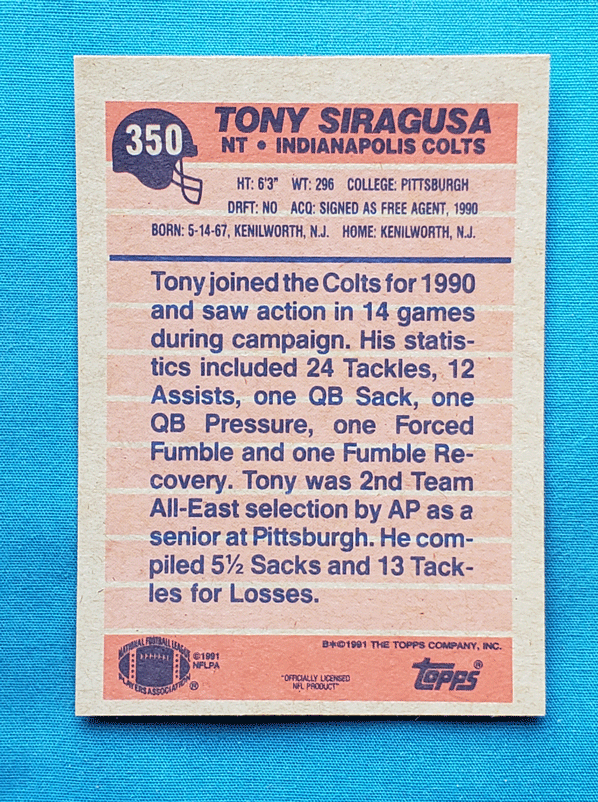 350
TONY SIRAGUSA
NT • INDIANAPOLIS COLTS
HT: 6'3" WT: 296 COLLEGE: PITTSBURGH
DRFT: NO ACQ: SIGNED AS FREE AGENT, 1990
BORN: 5-14-67, KENILWORTH, N.J. HOME: KENILWORTH, N.J.
Tony joined the Colts for 1990
and saw action in 14 games
during campaign. His statis-
tics included 24 Tackles, 12
Assists, one QB Sack, one
QB Pressure, one Forced
Fumble and one Fumble Re-
covery. Tony was 2nd Team
All-East selection by AP as a
senior at Pittsburgh. He com-
piled 5½ Sacks and 13 Tack-
les for Losses.
NATIONAL FOOTBALL LEAGUE
PLAYERS ASSOCIATION ®
©1991
NFLPA
B*©1991 THE TOPPS COMPANY, INC.
"OFFICIALLY LICENSED
NFL PRODUCT"
TOPPS®